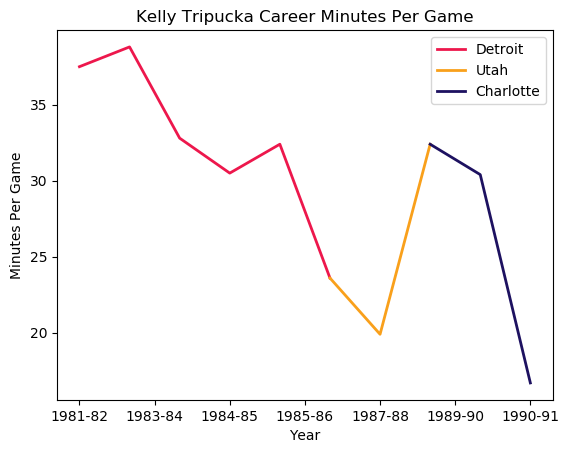 Kelly Tripucka Career Minutes Per Game
Detroit
Utah
Charlotte
Minutes Per Game
35
30
25
20
1981-82 1983-84 1984-85 1985-86 1987-88 1989-90 1990-91
Year